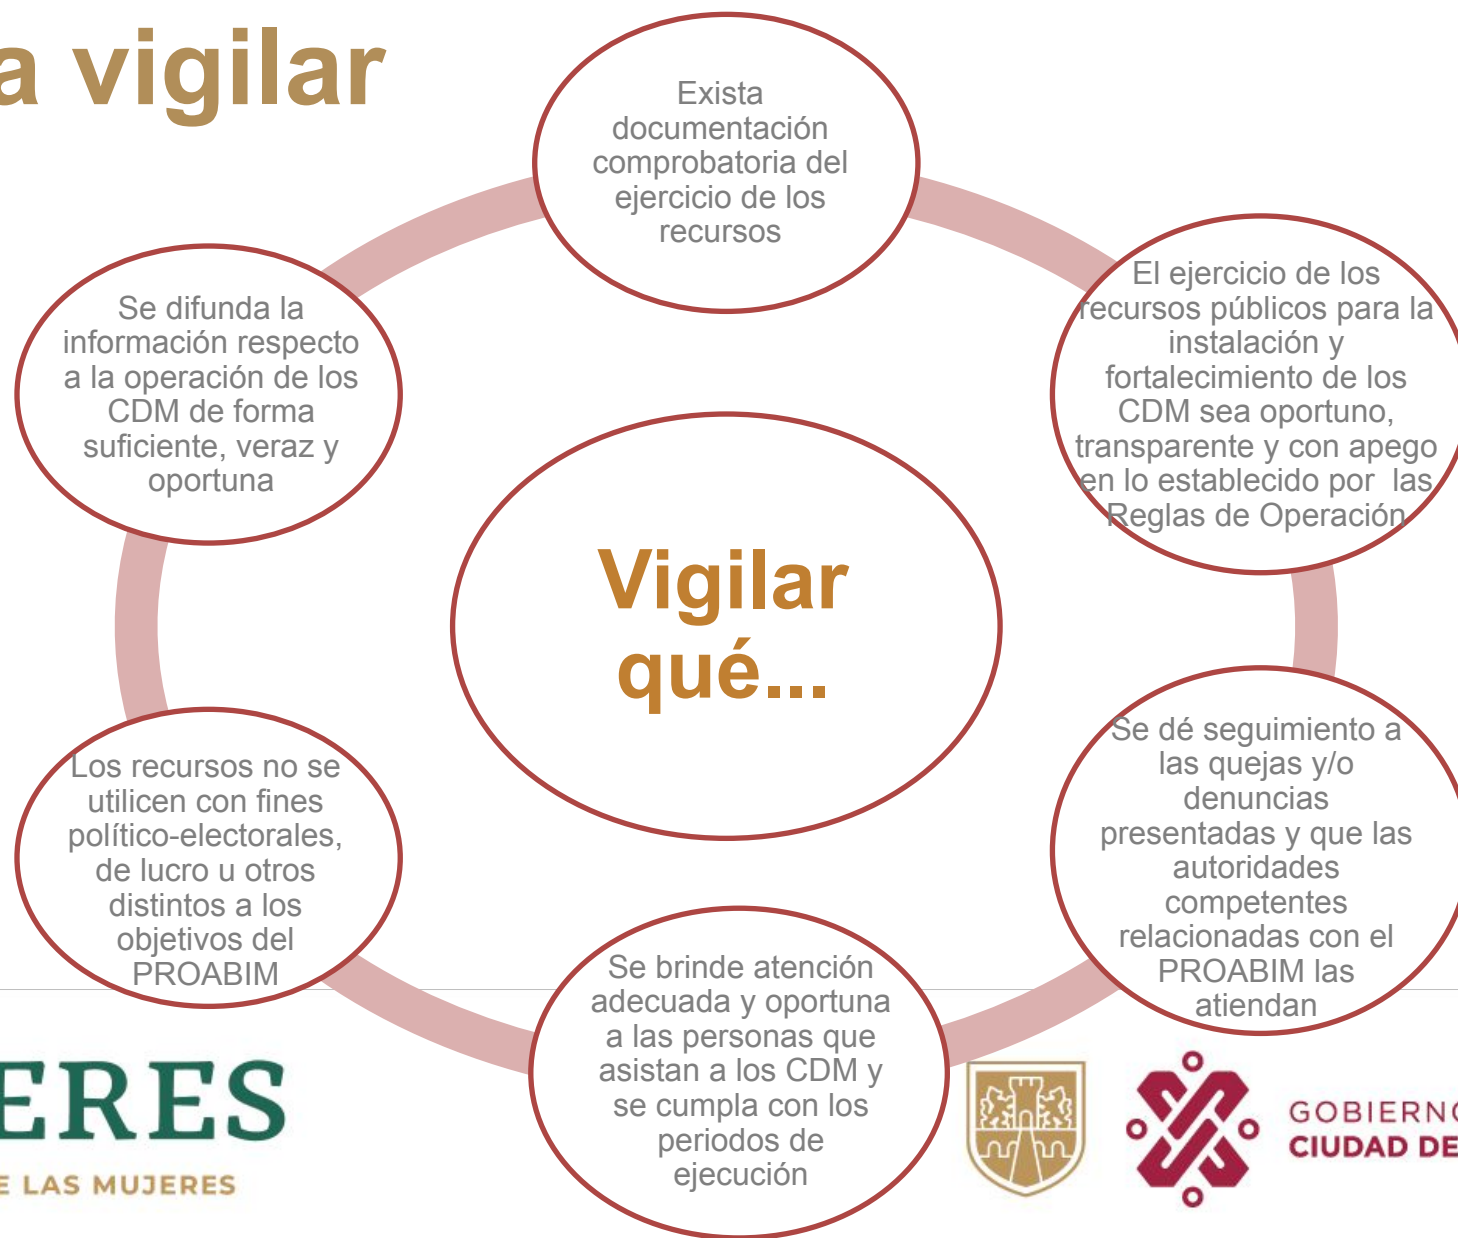 a vigilar
Exista
documentación
comprobatoria del
ejercicio de los
recursos
El ejercicio de los
recursos públicos para la
instalación y
fortalecimiento de los
CDM sea oportuno,
transparente y con apego
en lo establecido por las
Reglas de Operación
Se dé seguimiento a
las quejas y/o
denuncias
presentadas y que las
autoridades
competentes
relacionadas con el
PROABIM las
atiendan
Se brinde atención
adecuada y oportuna
a las personas que
asistan a los CDM y
se cumpla con los
periodos de
ejecución
Los recursos no se
utilicen con fines
político-electorales,
de lucro u otros
distintos a los
objetivos del
PROABIM
Se difunda la
información respecto
a la operación de los
CDM de forma
suficiente, veraz y
oportuna
Vigilar
qué...
ERES
E LAS MUJERES
GOBIERNO
CIUDAD DE